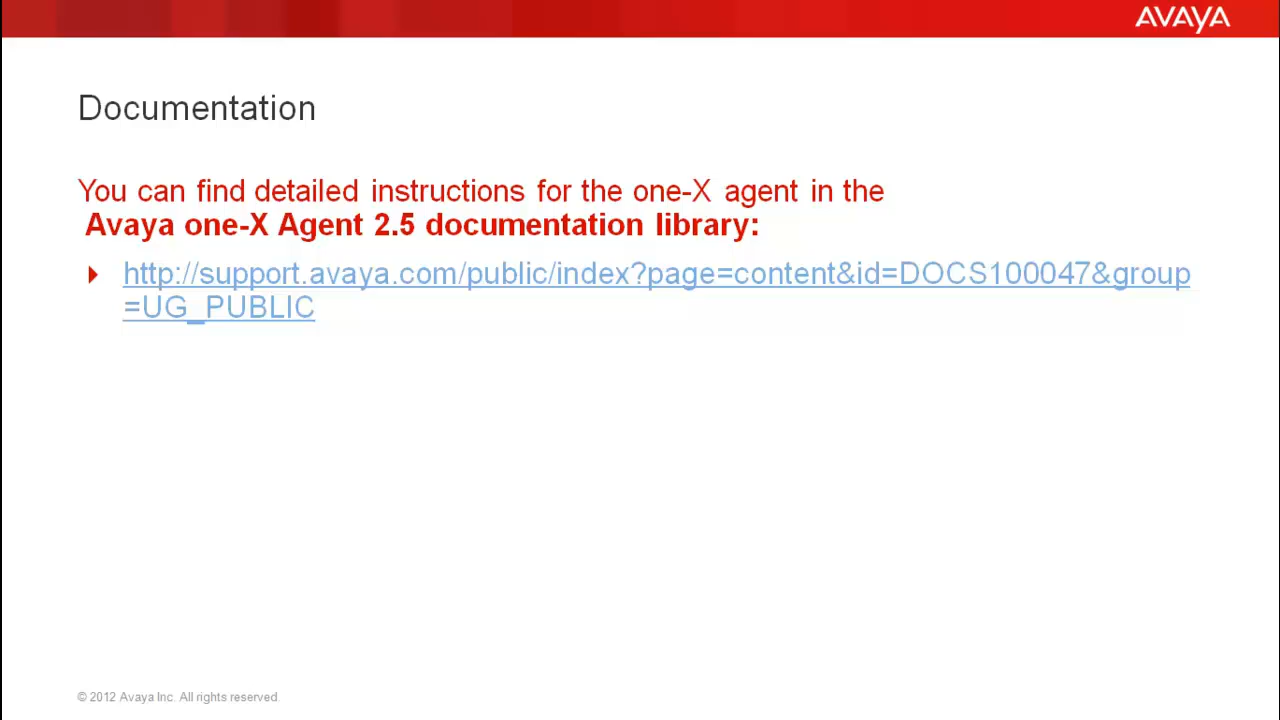 AVAYA
Documentation
You can find detailed instructions for the one-X agent in the
Avaya one-X Agent 2.5 documentation library:
http://support.avaya.com/public/index?page=content&id=DOCS100047&group
=UG_PUBLIC
© 2012 Avaya Inc. All rights reserved.